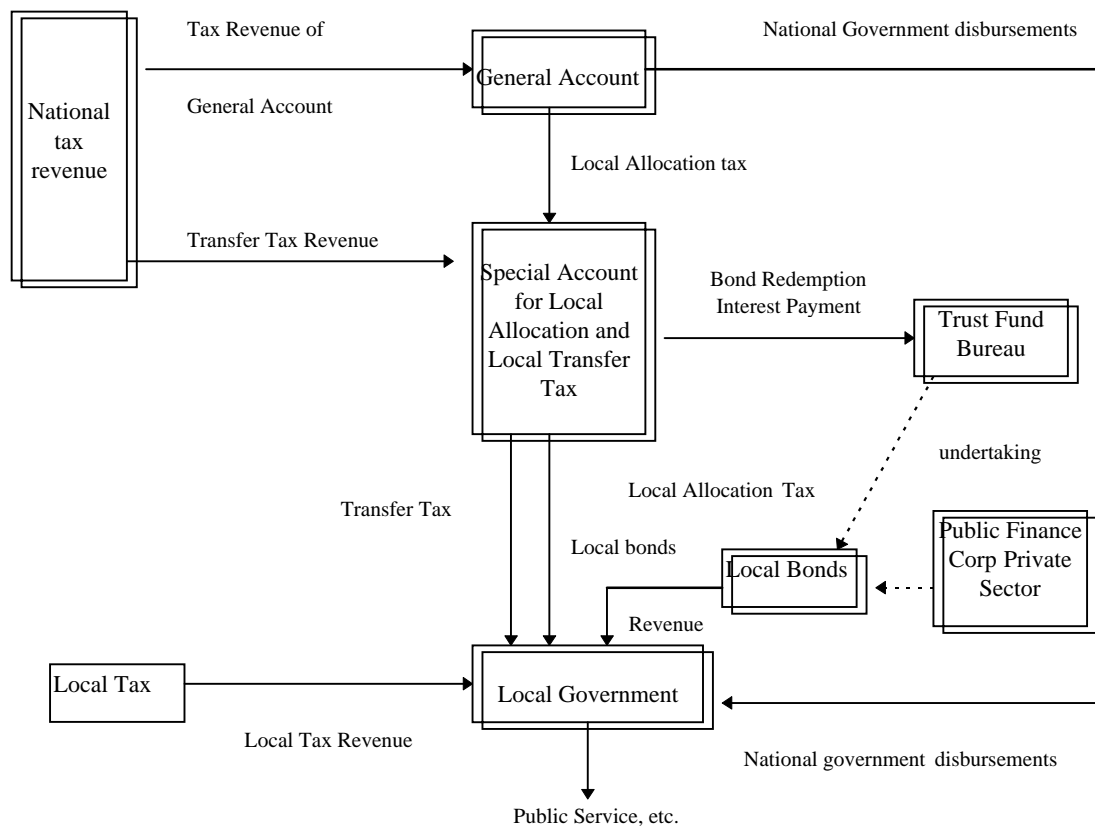 Tax Revenue of
National Government disbursements
General Account
National
tax
revenue
General Account
Local Allocation tax
Transfer Tax Revenue
Special Account
for Local
Allocation and
Local Transfer
Tax
Bond Redemption
Interest Payment
Trust Fund
Bureau
undertaking
Local Allocation Tax
Transfer Tax
Public Finance
Corp Private
Sector
Local bonds
Local Bonds
Revenue
Local Tax
Local Government
Local Tax Revenue
National government disbursements
Public Service, etc.